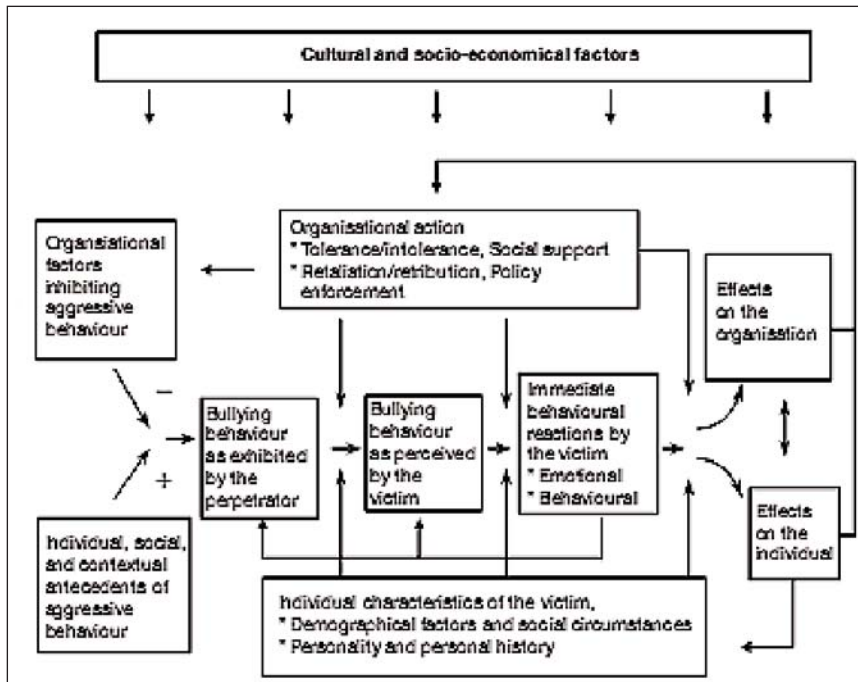 Cultural and socio-economical factors
Organsiational
factors
inhibiting
aggressive
behaviour
Organisational action
* Tolerance/intolerance, Social support
* Retaliation/retribution, Policy
enforcement
Effects
on the
organisation
−
+
Bullying
behaviour
as exhibited
by the
perpetrator
Bullying
behaviour
as perceived
by the
victim
Immediate
behavioural
reactions by
the victim
* Emotional
* Behavioural
Effects
on the
individual
Individual, social,
and contextual
antecedents of
aggressive
behaviour
Individual characteristics of the victim,
* Demographical factors and social circumstances
* Personality and personal history